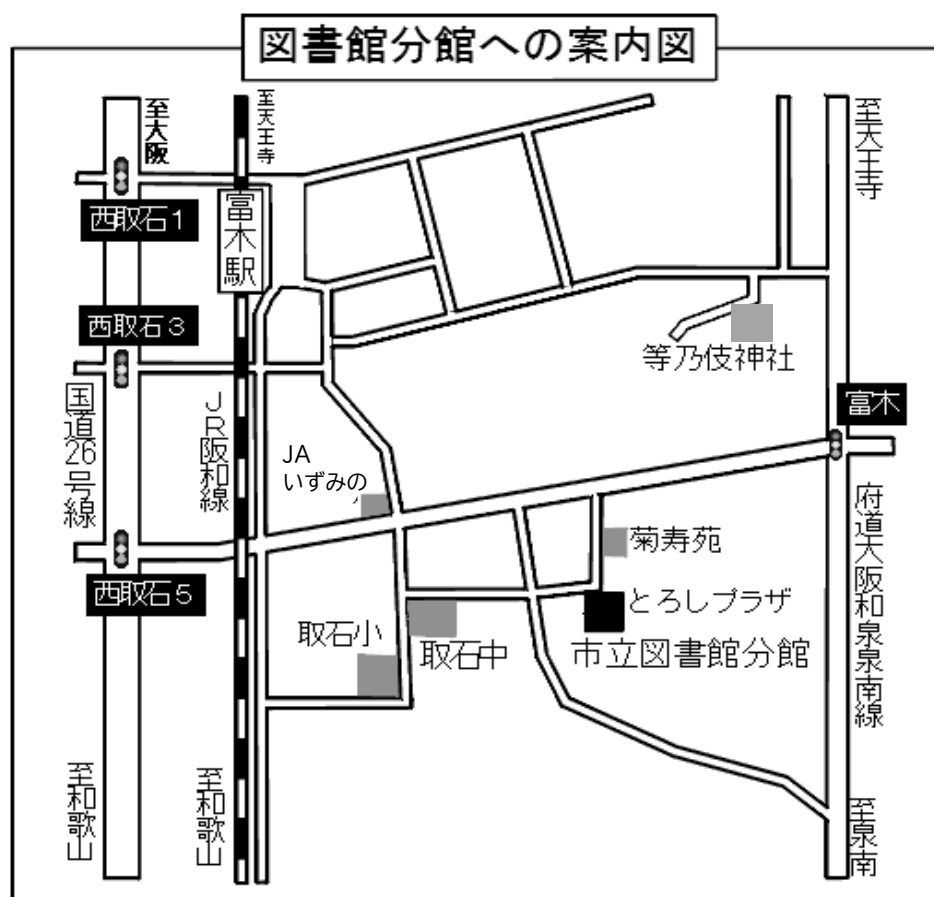 図書館分館への案内図
至大阪
至天王寺
至天王寺
西取石1
富木駅
西取石3
等乃伎神社
富木
国道26号線
JR阪和線
JA
いずみの
府道大阪和泉泉南線
菊寿苑
西取石5
とろしプラザ
取石小
取石中
市立図書館分館
至和歌山
至和歌山
至泉南